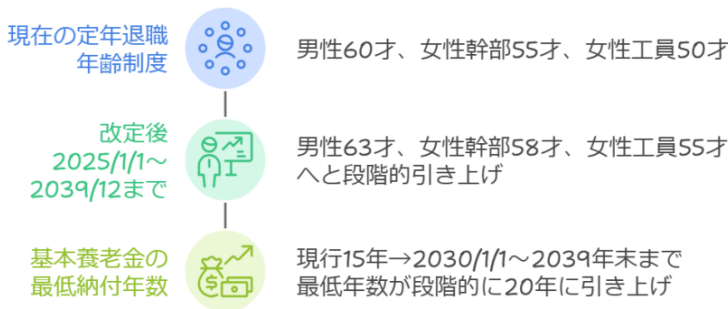 現在の定年退職
年齢制度
男性60才、女性幹部55才、女性工員50才
改定後
2025/1/1～
2039/12まで
男性63才、女性幹部58才、女性工員55才
へと段階的引き上げ
基本養老金の
最低納付年数
現行15年→2030/1/1～2039年末まで
最低年数が段階的に20年に引き上げ